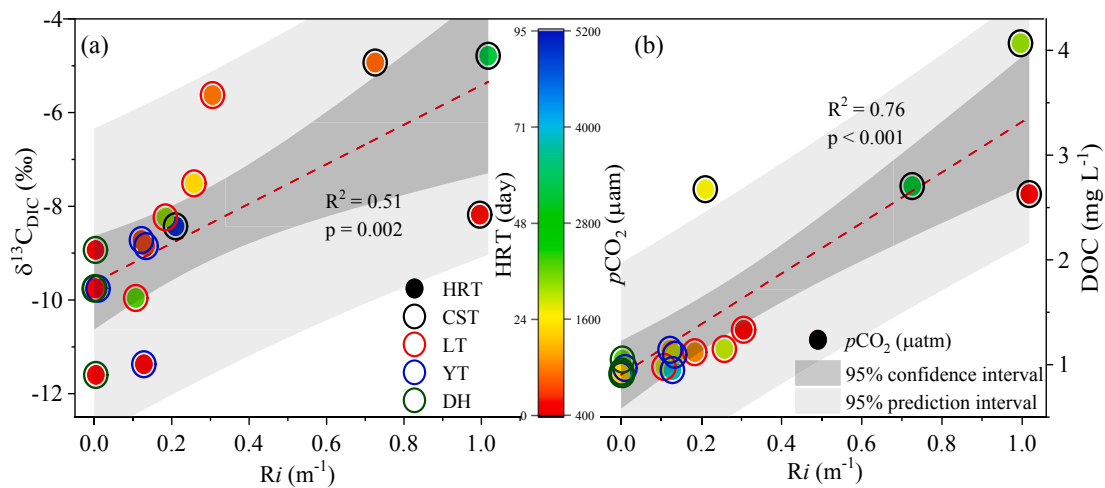 (a)
-4
-6
-8
-10
-12
δ¹³C_DIC (‰)
R² = 0.51
p = 0.002
HRT
CST
LT
YT
DH
0.0 0.2 0.4 0.6 0.8 1.0
Ri (m⁻¹)
HRT (day)
95
71
48
24
0
5200
4000
2800
1600
400
pCO₂ (µam)
(b)
R² = 0.76
p < 0.001
pCO₂ (µatm)
95% confidence interval
95% prediction interval
0.0 0.2 0.4 0.6 0.8 1.0
Ri (m⁻¹)
4
3
2
1
DOC (mg L⁻¹)